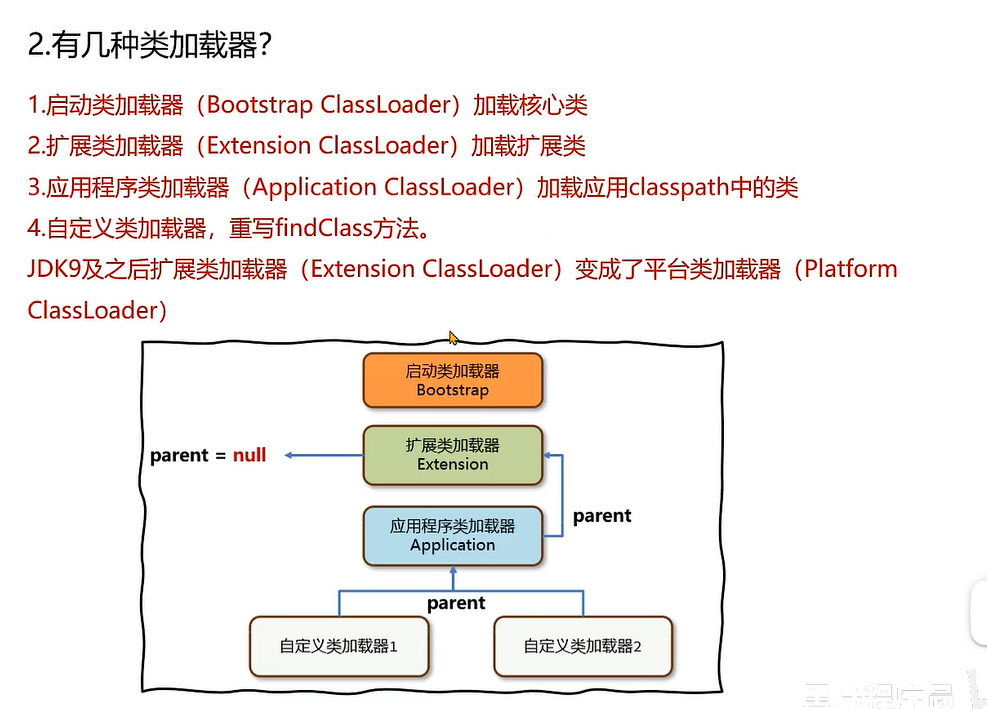 2.有几种类加载器？
1.启动类加载器（Bootstrap ClassLoader）加载核心类
2.扩展类加载器（Extension ClassLoader）加载扩展类
3.应用程序类加载器（Application ClassLoader）加载应用classpath中的类
4.自定义类加载器，重写findClass方法。
JDK9及之后扩展类加载器（Extension ClassLoader）变成了平台类加载器（Platform
ClassLoader）
启动类加载器
Bootstrap
parent = null
扩展类加载器
Extension
parent
应用程序类加载器
Application
parent
自定义类加载器1
自定义类加载器2